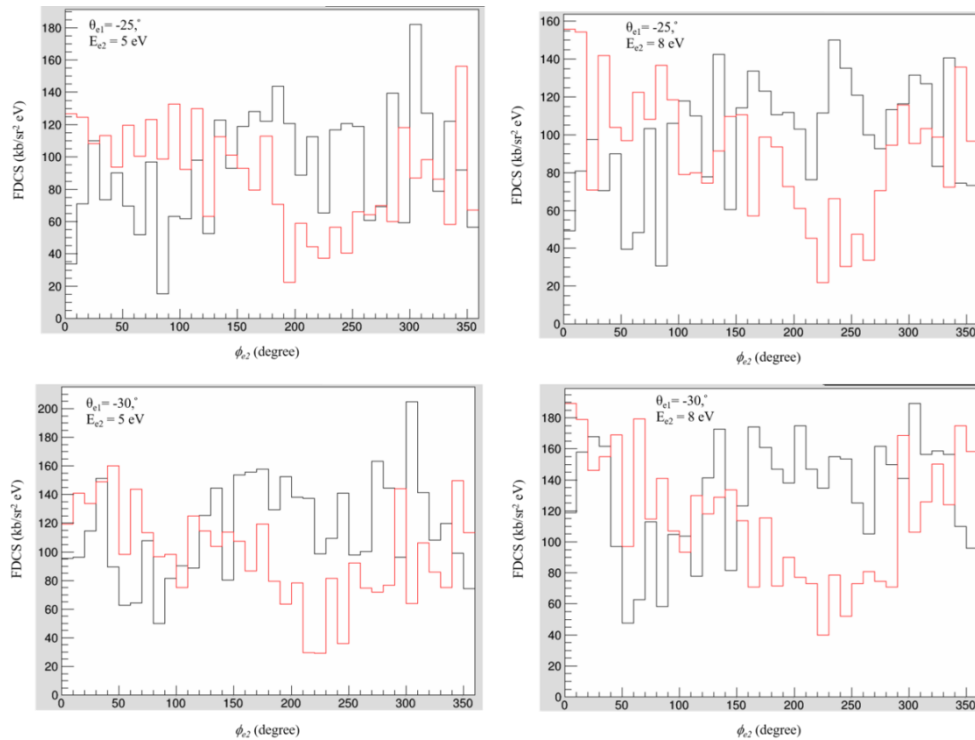 θe1= -25,°
Ee2 = 5 eV
FDCS (kb/sr² eV)
180
160
140
120
100
80
60
40
20
0
0 50 100 150 200 250 300 350
ϕe2 (degree)
θe1= -25,°
Ee2 = 8 eV
FDCS (kb/sr² eV)
160
140
120
100
80
60
40
20
0
0 50 100 150 200 250 300 350
ϕe2 (degree)
θe1= -30,°
Ee2 = 5 eV
FDCS (kb/sr² eV)
200
180
160
140
120
100
80
60
40
20
0
0 50 100 150 200 250 300 350
ϕe2 (degree)
θe1= -30,°
Ee2 = 8 eV
FDCS (kb/sr² eV)
180
160
140
120
100
80
60
40
20
0
0 50 100 150 200 250 300 350
ϕe2 (degree)